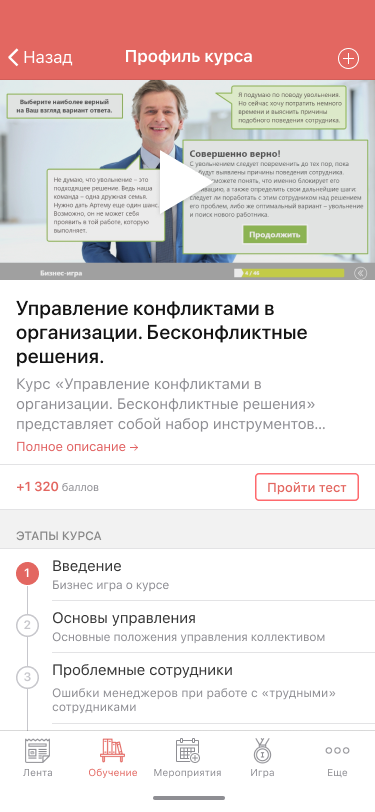 Назад
Профиль курса
Выберите наиболее верный
на Ваш взгляд вариант ответа.
Я подумаю по поводу увольнения.
Но сейчас хочу потратить немного
времени и выяснить причины
подобного поведения сотрудника.
Не думаю, что увольнение – это
подходящее решение. Ведь наша
команда – одна дружная семья.
Нужно дать Артему еще один шанс.
Возможно, он не может себя
проявить в той работе, которую
выполняет.
Совершенно верно!
С увольнением следует повременить до тех пор, пока
будут выявлены причины поведения сотрудника.
можете понять, что именно блокирует его
а также определить свои дальнейшие шаги:
следует ли поработать с этим сотрудником над решением
его проблем, либо же оптимальный вариант – увольнение
и поиск нового работника.
Продолжить
Бизнес-игра
4 / 46
Управление конфликтами в
организации. Бесконфликтные
решения.
Курс «Управление конфликтами в
организации. Бесконфликтные решения»
представляет собой набор инструментов...
Полное описание →
+1 320 баллов
Пройти тест
ЭТАПЫ КУРСА
1
Введение
Бизнес игра о курсе
2
Основы управления
Основные положения управления коллективом
3
Проблемные сотрудники
Ошибки менеджеров при работе с «трудными»
сотрудниками
Лента
Обучение
Мероприятия
Игра
Еще